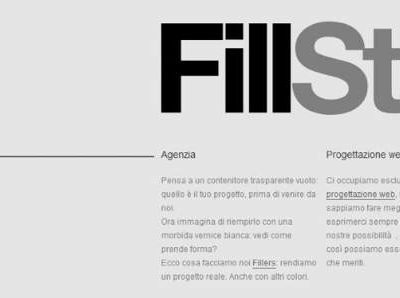 FillSt
Agenzia
Pensa a un contenitore trasparente vuoto:
quello è il tuo progetto, prima di venire da
noi.
Ora immagina di riempirlo con una
morbida vernice bianca: vedi come
prende forma?
Ecco cosa facciamo noi Fillers: rendiamo
un progetto reale. Anche con altri colori.
Progettazione we
Ci occupiamo esclu
progettazione web,
sappiamo fare meg
esprimerci sempre
nostre possibilità
così possiamo ess
che meriti.